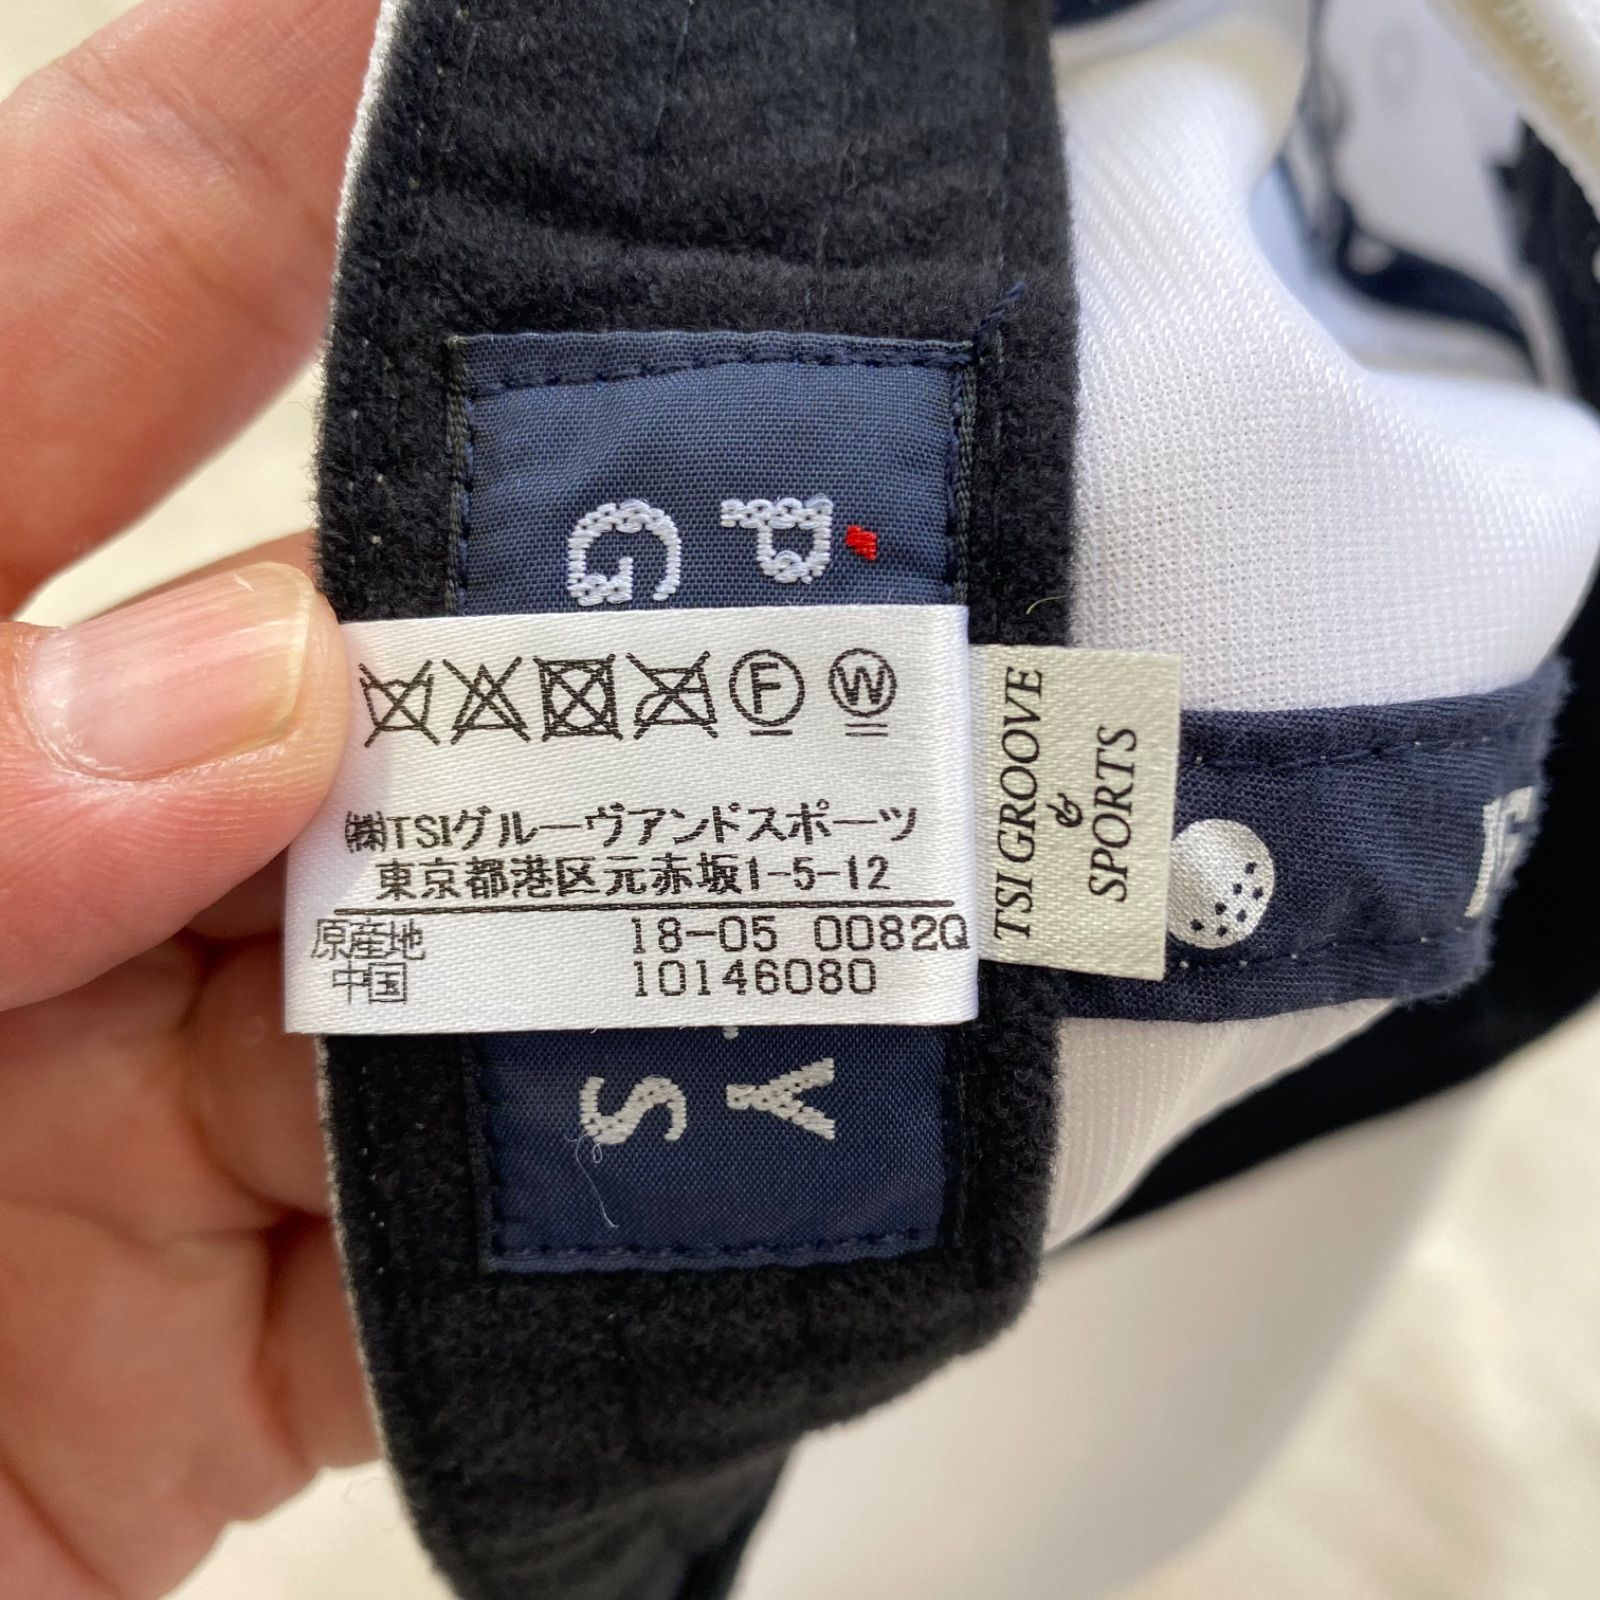 P
G
F W
㈱TSIグルーヴアンドスポーツ
東京都港区元赤坂1-5-12
原産地 18-05 0082Q
中国 10146080
TSI GROOVE
&
SPORTS
Y
S